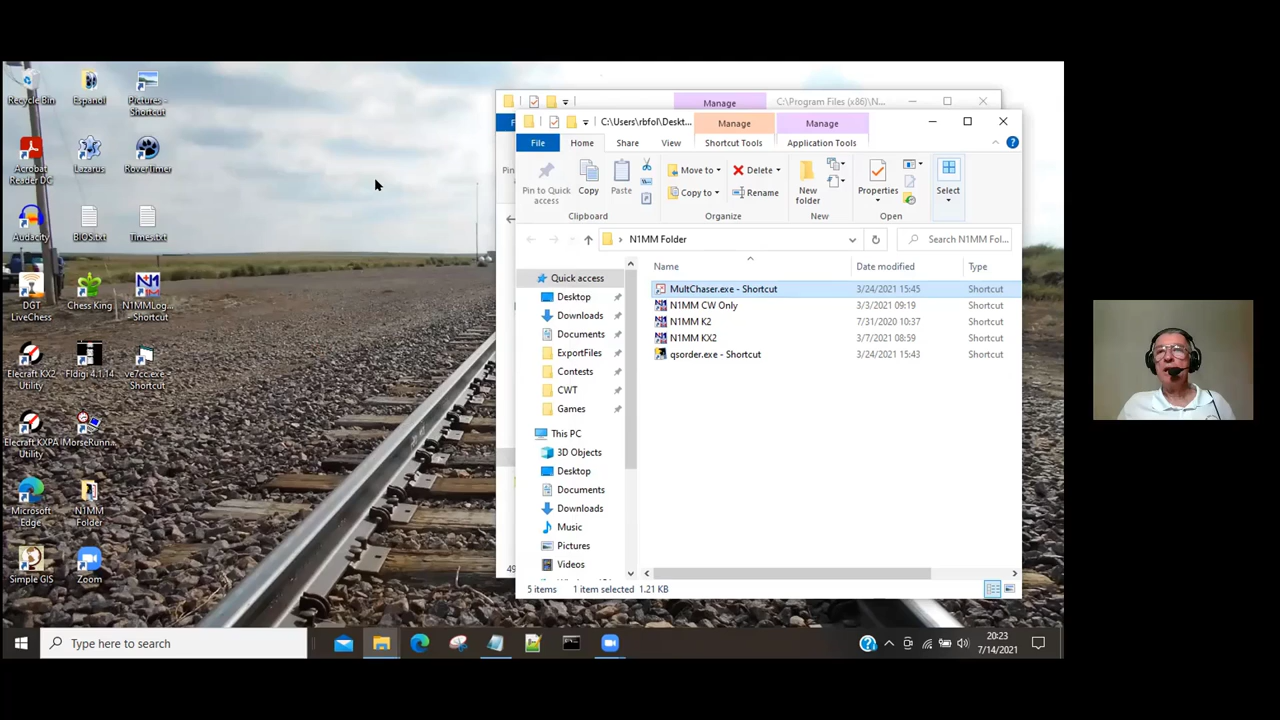 Recycle Bin
Espanol
Pictures - Shortcut
Acrobat Reader DC
Lazarus
RoverTimer
Audacity
BIOS.txt
Times.txt
DGT LiveChess
Chess King
N1MMLog... - Shortcut
Elecraft KX2 Utility
Fldigi 4.1.14
ve7cc.exe - Shortcut
Elecraft KXPA Utility
MorseRunn...
Microsoft Edge
N1MM Folder
Simple GIS
Zoom
Manage
C:\Program Files (x86)\N...
C:\Users\rbfol\Deskt...
Manage
Manage
File
Home
Share
View
Shortcut Tools
Application Tools
Pin to Quick access
Copy
Paste
Move to
Copy to
Delete
Rename
New folder
Properties
Select
Clipboard
Organize
New
Open
N1MM Folder
Search N1MM Fol...
Name
Date modified
Type
MultChaser.exe - Shortcut 3/24/2021 15:45 Shortcut
N1MM CW Only 3/3/2021 09:19 Shortcut
N1MM K2 7/31/2020 10:37 Shortcut
N1MM KX2 3/7/2021 08:59 Shortcut
qsorder.exe - Shortcut 3/24/2021 15:43 Shortcut
Quick access
Desktop
Downloads
Documents
ExportFiles
Contests
CWT
Games
This PC
3D Objects
Desktop
Documents
Downloads
Music
Pictures
Videos
5 items 1 item selected 1.21 KB
Type here to search
20:23
7/14/2021